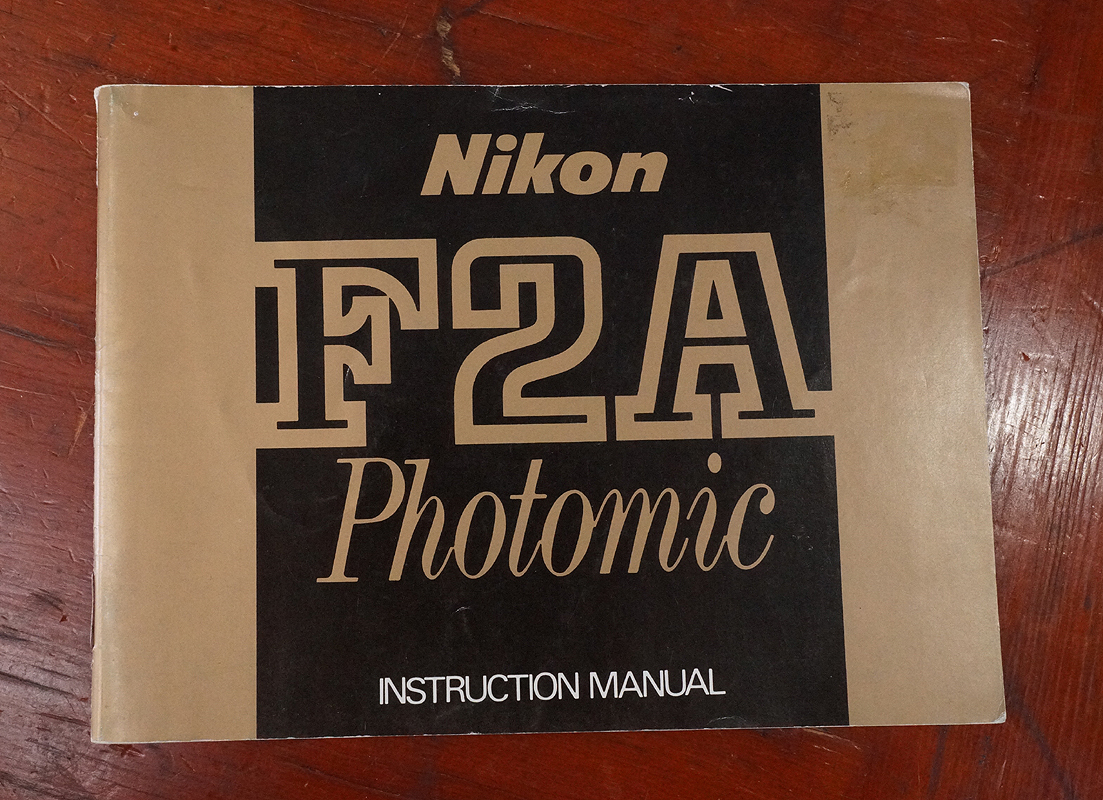 Nikon
F2A
Photomic
INSTRUCTION MANUAL